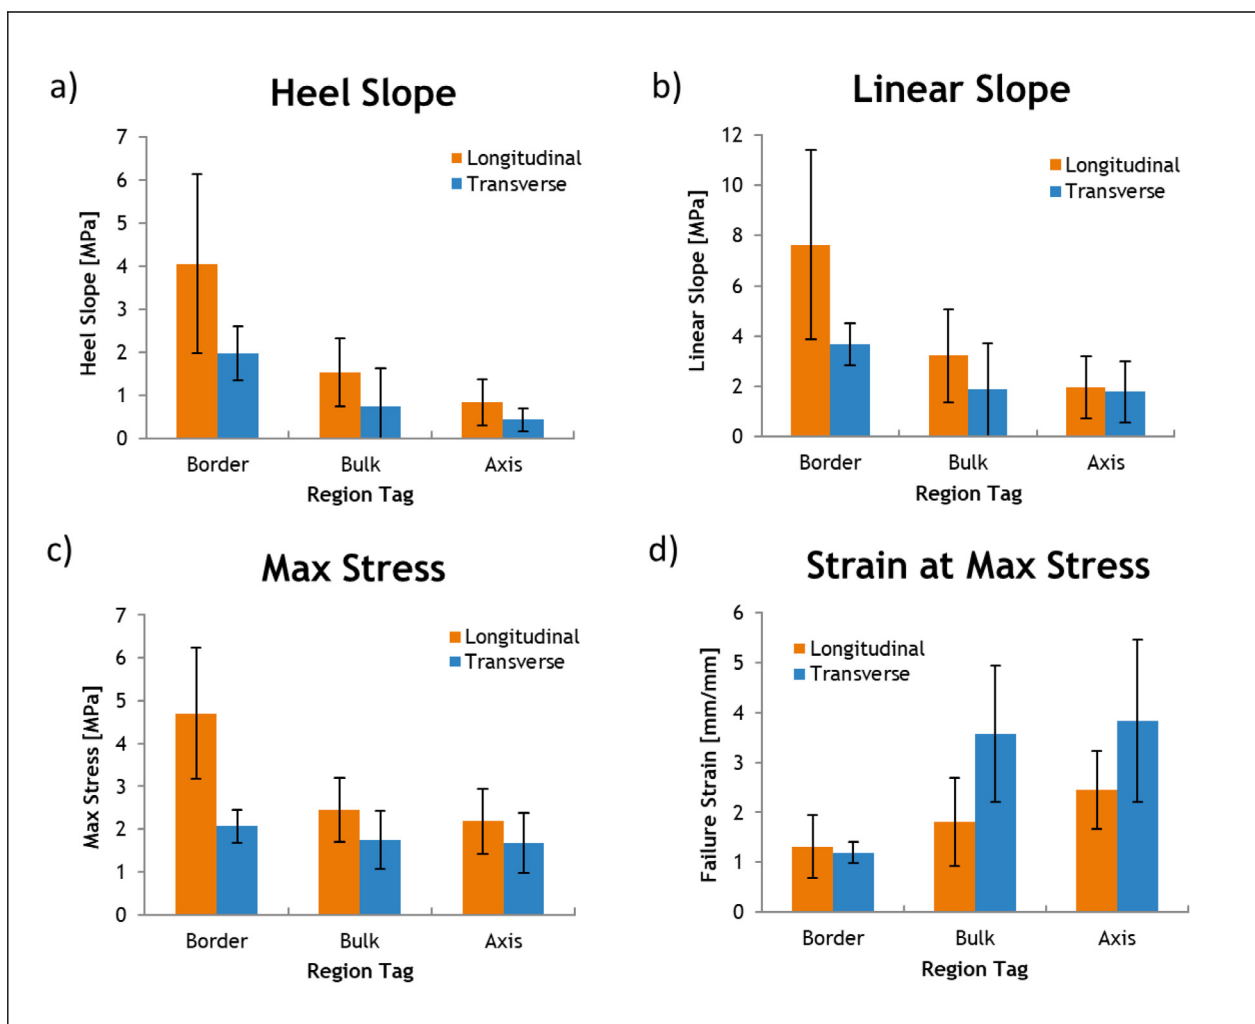 a)
Heel Slope
7
6
5
4
3
2
1
0
Heel Slope [MPa]
Longitudinal
Transverse
Border Bulk Axis
Region Tag
b)
Linear Slope
12
10
8
6
4
2
0
Linear Slope [MPa]
Longitudinal
Transverse
Border Bulk Axis
Region Tag
c)
Max Stress
7
6
5
4
3
2
1
0
Max Stress [MPa]
Longitudinal
Transverse
Border Bulk Axis
Region Tag
d)
Strain at Max Stress
6
5
4
3
2
1
0
Failure Strain [mm/mm]
Longitudinal
Transverse
Border Bulk Axis
Region Tag